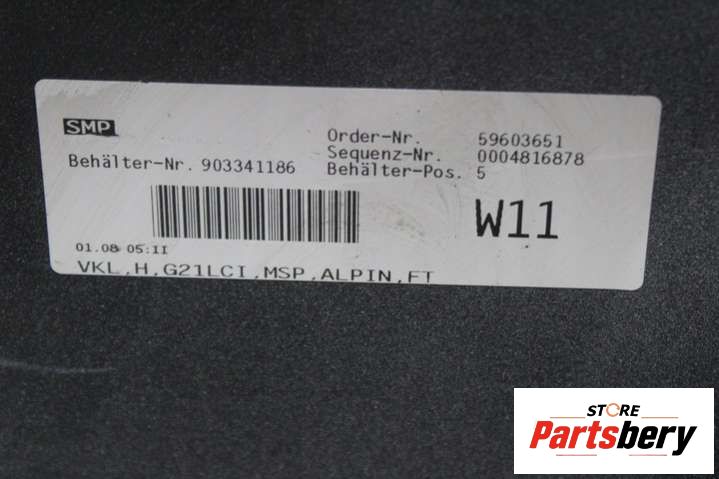 SMP
Order-Nr. 59603651
Sequenz-Nr. 0004816878
Behälter-Nr. 903341186
Behälter-Pos. 5
W11
01.08 05:II
VKL,H,G21LCI,MSP,ALPIN,FT
STORE
Partsbery